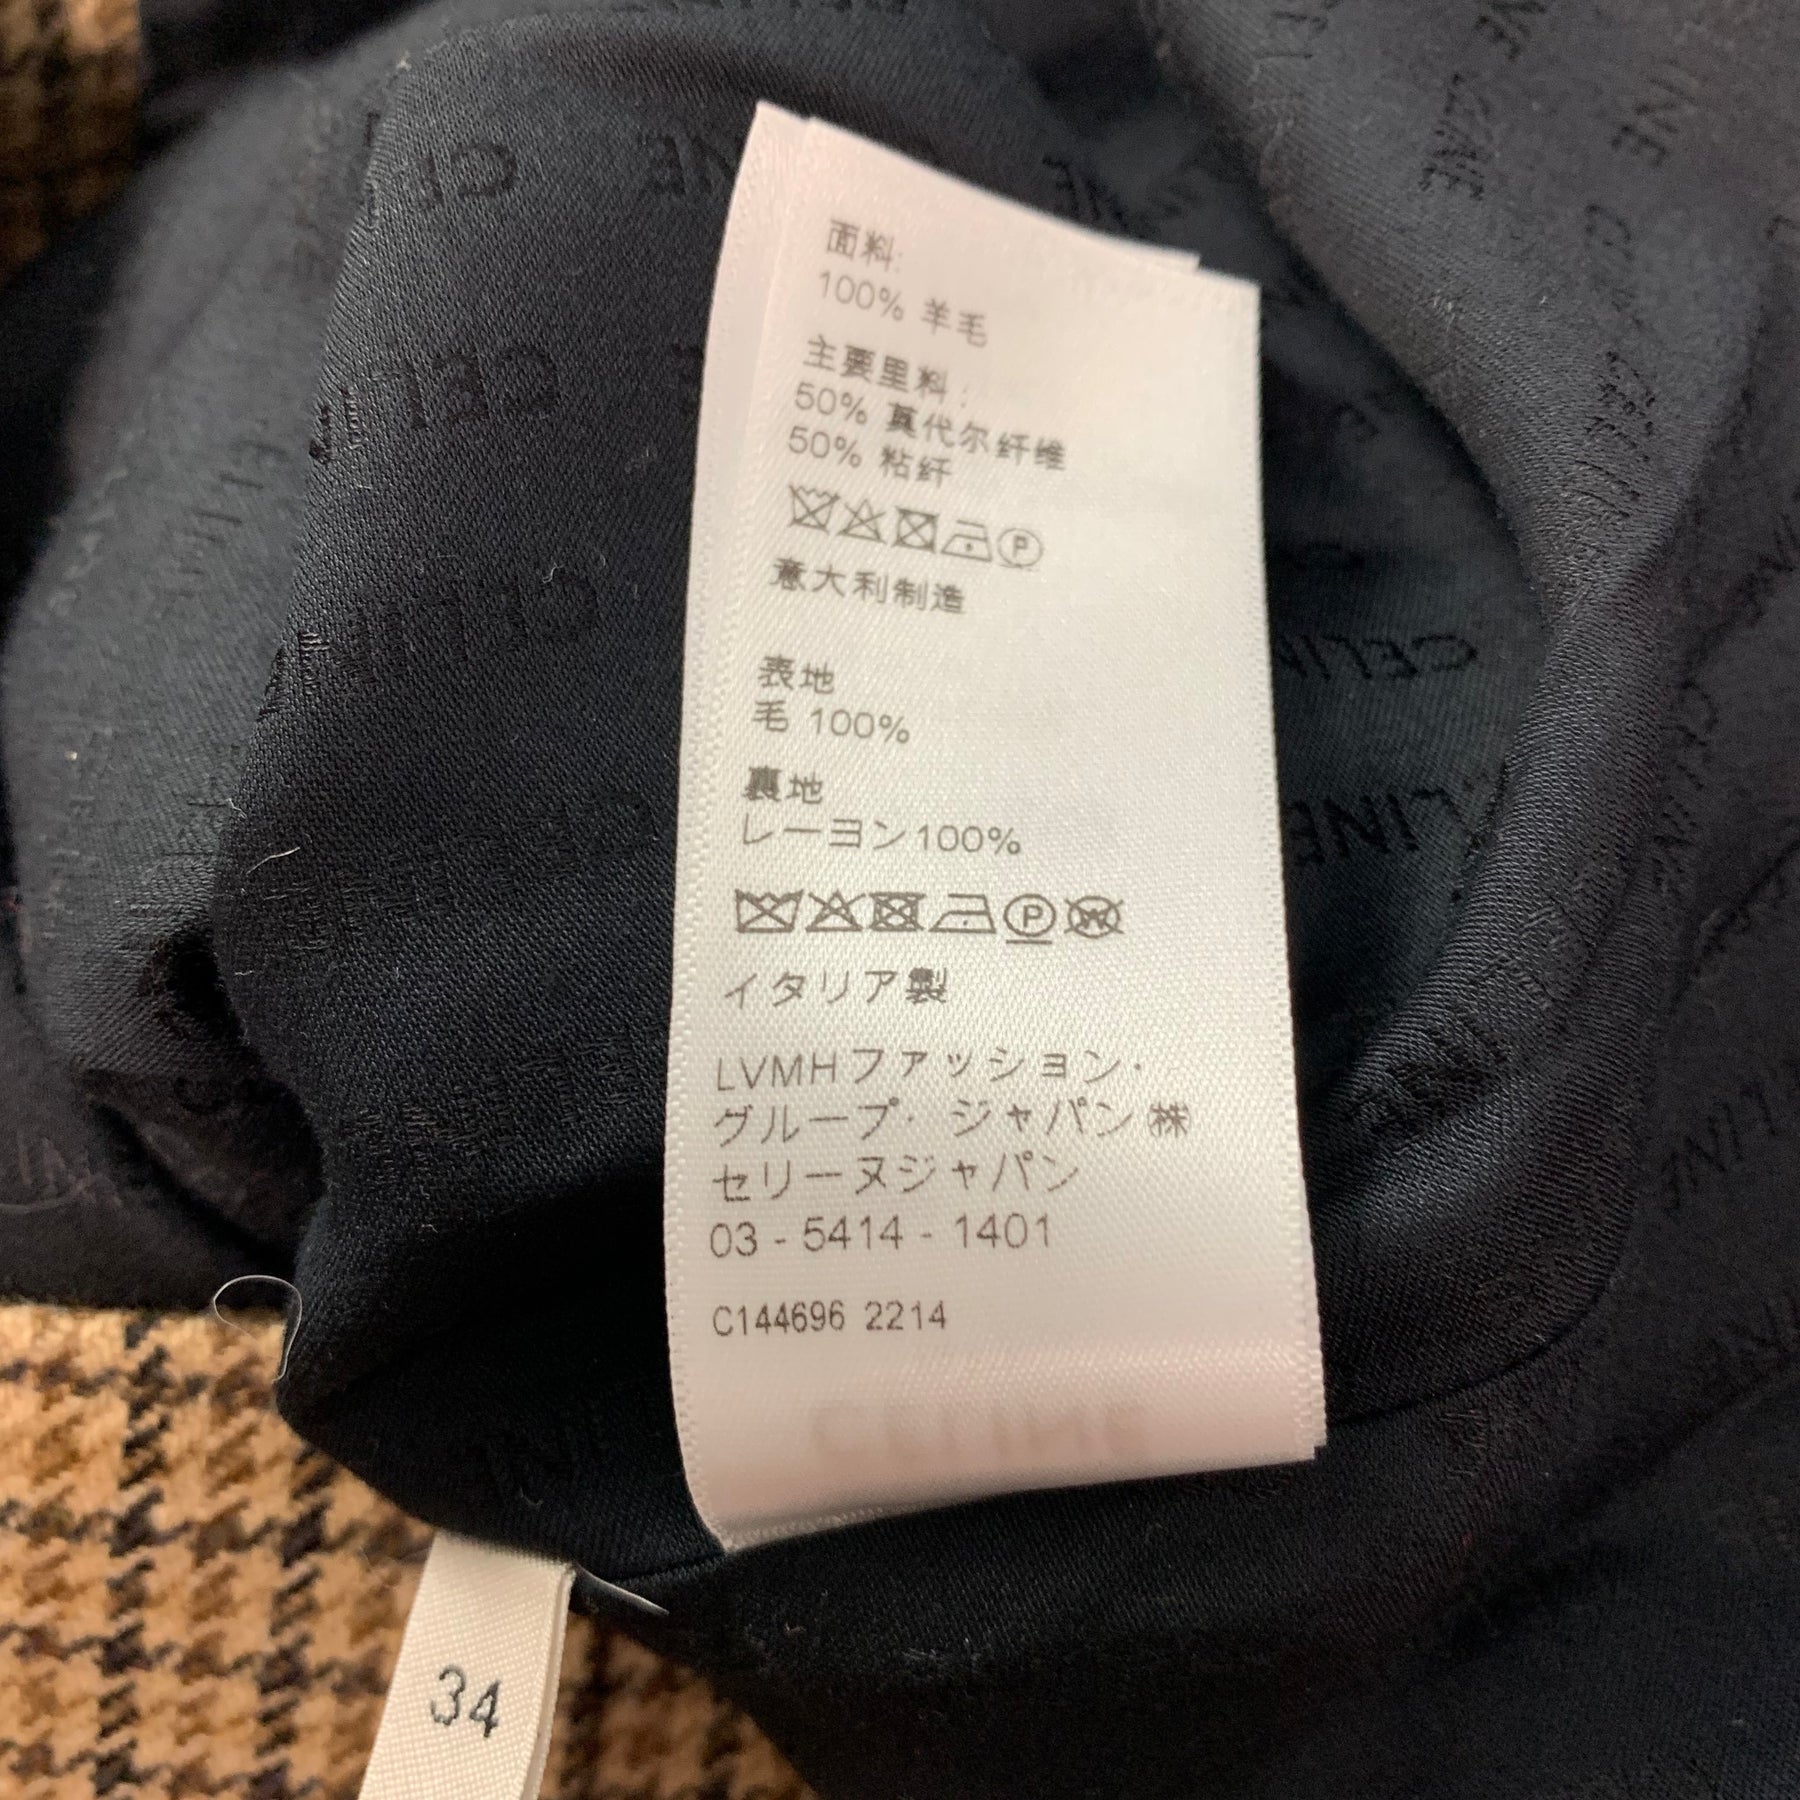 面料:
100% 羊毛
主要里料:
50% 莫代尔纤维
50% 粘纤
P
意大利制造
表地
毛 100%
裏地
レーヨン100%
P W
イタリア製
LVMHファッション・
グループ・ジャパン㈱
セリーヌジャパン
03 - 5414 - 1401
C144696 2214
34
CELINE